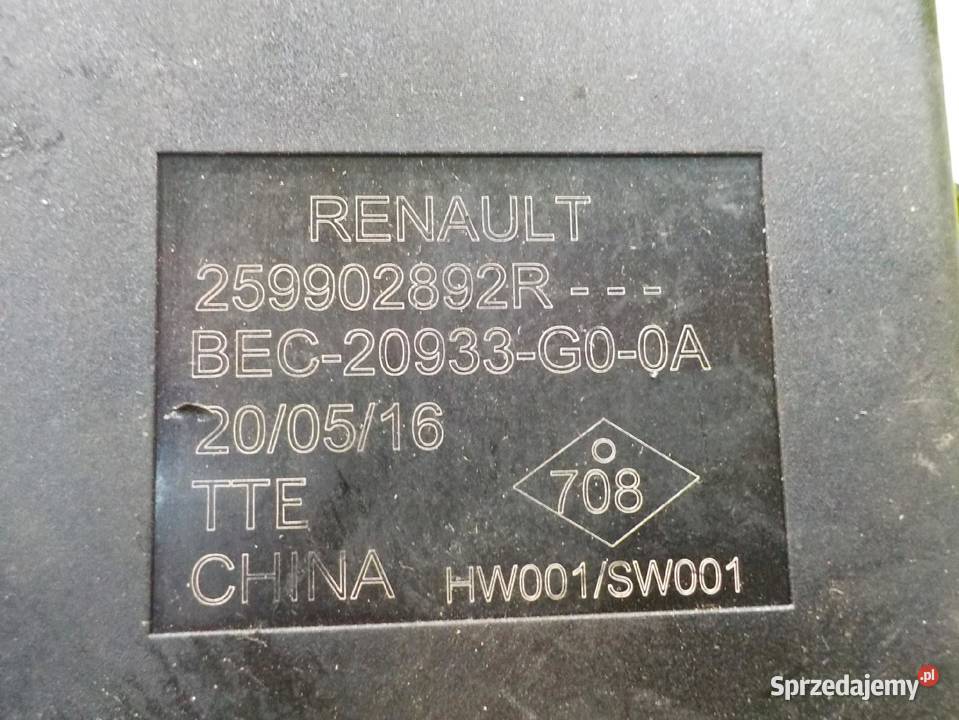 RENAULT
259902892R - - -
BEC-20933-G0-0A
20/05/16
708
TTE
CHINA HW001/SW001
Sprzedajemy.pl